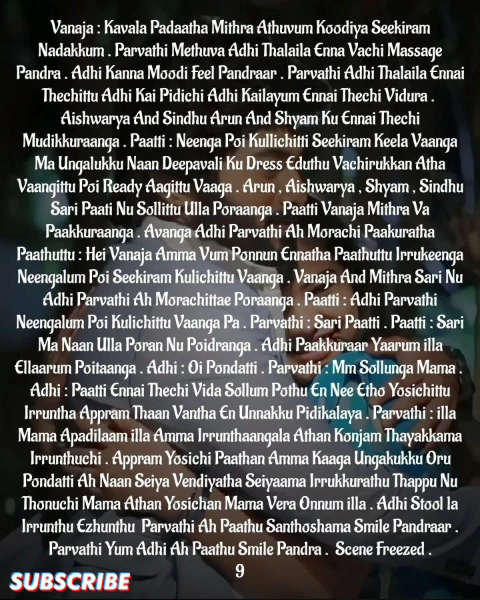 Vanaja : Kavala Padaatha Mithra Athuvum Koodiya Seekiram
Nadakkum . Parvathi Methuva Adhi Thalaila Enna Vachi Massage
Pandra . Adhi Kanna Moodi Feel Pandraar . Parvathi Adhi Thalaila Ennai
Thechittu Adhi Kai Pidichi Adhi Kailayum Ennai Thechi Vidura .
Aishwarya And Sindhu Arun And Shyam Ku Ennai Thechi
Mudikkuraanga . Paatti : Neenga Poi Kullichitti Seekiram Keela Vaanga
Ma Ungalukku Naan Deepavali Ku Dress Eduthu Vachirukkan Atha
Vaangittu Poi Ready Aagittu Vaaga . Arun , Aishwarya , Shyam , Sindhu
Sari Paati Nu Sollittu Ulla Poraanga . Paatti Vanaja Mithra Va
Paakkuraanga . Avanga Adhi Parvathi Ah Morachi Paakuratha
Paathuttu : Hei Vanaja Amma Vum Ponnun Ennatha Paathuttu Irrukeenga
Neengalum Poi Seekiram Kulichittu Vaanga . Vanaja And Mithra Sari Nu
Adhi Parvathi Ah Morachittae Poraanga . Paatti : Adhi Parvathi
Neengalum Poi Kulichittu Vaanga Pa . Parvathi : Sari Paatti . Paatti : Sari
Ma Naan Ulla Poran Nu Poidranga . Adhi Paakkuraar Yaarum illa
Ellaarum Poitaanga . Adhi : Oi Pondatti . Parvathi : Mm Sollunga Mama .
Adhi : Paatti Ennai Thechi Vida Sollum Pothu En Nee Etho Yosichittu
Irruntha Appram Thaan Vantha En Unnakku Pidikalaya . Parvathi : illa
Mama Apadilaam illa Amma Irrunthaangala Athan Konjam Thayakkama
Irrunthuchi . Appram Yosichi Paathan Amma Kaaga Ungakukku Oru
Pondatti Ah Naan Seiya Vendiyatha Seiyaama Irrukkurathu Thappu Nu
Thonuchi Mama Athan Yosichan Mama Vera Onnum illa . Adhi Stool la
Irrunthu Ezhunthu Parvathi Ah Paathu Santhoshama Smile Pandraar .
Parvathi Yum Adhi Ah Paathu Smile Pandra . Scene Freezed .
9
SUBSCRIBE